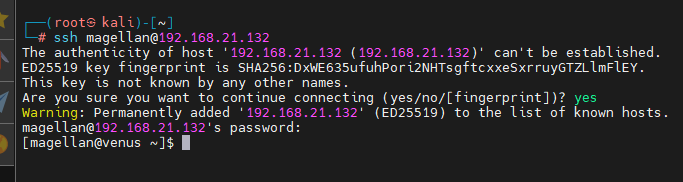 ┌──(root㉿kali)-[~]
└─# ssh magellan@192.168.21.132
The authenticity of host '192.168.21.132 (192.168.21.132)' can't be established.
ED25519 key fingerprint is SHA256:DxWE635ufuhPori2NHTsgftcxxeSxrruyGTZLlmFlEY.
This key is not known by any other names.
Are you sure you want to continue connecting (yes/no/[fingerprint])? yes
Warning: Permanently added '192.168.21.132' (ED25519) to the list of known hosts.
magellan@192.168.21.132's password:
[magellan@venus ~]$